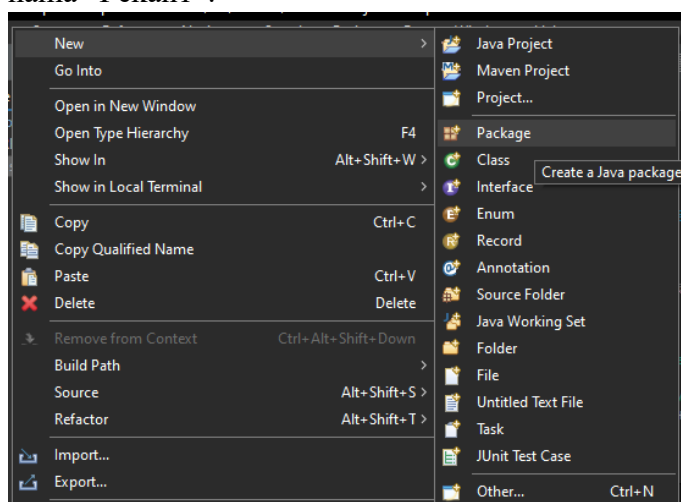 New >
Go Into
Open in New Window
Open Type Hierarchy F4
Show In Alt+Shift+W >
Show in Local Terminal >
Copy Ctrl+C
Copy Qualified Name
Paste Ctrl+V
Delete Delete
Remove from Context Ctrl+Alt+Shift+Down
Build Path >
Source Alt+Shift+S >
Refactor Alt+Shift+T >
Import...
Export...
Java Project
Maven Project
Project...
Package
Class
Create a Java package
Interface
Enum
Record
Annotation
Source Folder
Java Working Set
Folder
File
Untitled Text File
Task
JUnit Test Case
Other... Ctrl+N